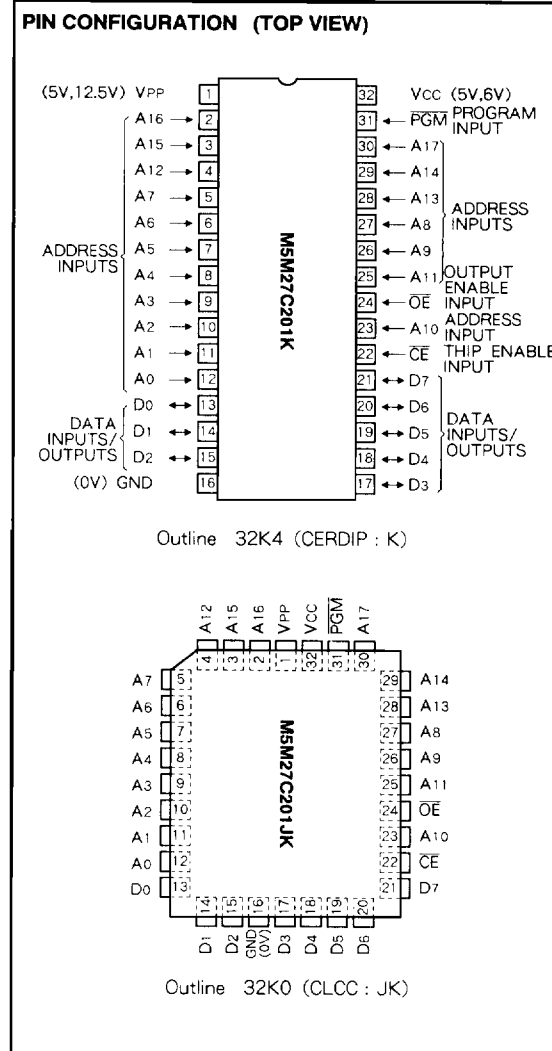 PIN CONFIGURATION (TOP VIEW)
(5V,12.5V) VPP 1 32 VCC (5V,6V)
A16 → 2 31 ← P̅G̅M̅ PROGRAM INPUT
A15 → 3 30 ← A17
A12 → 4 29 ← A14
A7 → 5 28 ← A13
A6 → 6 27 ← A8
A5 → 7 26 ← A9
A4 → 8 25 ← A11
A3 → 9 24 ← O̅E̅ OUTPUT ENABLE INPUT
A2 → 10 23 ← A10 ADDRESS INPUT
A1 → 11 22 ← C̅E̅ THIP ENABLE INPUT
A0 → 12 21 ↔ D7
D0 ↔ 13 20 ↔ D6
D1 ↔ 14 19 ↔ D5
D2 ↔ 15 18 ↔ D4
(0V) GND 16 17 ↔ D3
ADDRESS INPUTS
DATA INPUTS/ OUTPUTS
M5M27C201K
ADDRESS INPUTS
DATA INPUTS/ OUTPUTS
Outline 32K4 (CERDIP : K)
A12 A15 A16 VPP VCC P̅G̅M̅ A17
4 3 2 1 32 31 30
A7 5 29 A14
A6 6 28 A13
A5 7 27 A8
A4 8 26 A9
A3 9 25 A11
A2 10 24 O̅E̅
A1 11 23 A10
A0 12 22 C̅E̅
D0 13 21 D7
M5M27C201JK
14 15 16 17 18 19 20
D1 D2 GND (0V) D3 D4 D5 D6
Outline 32K0 (CLCC : JK)